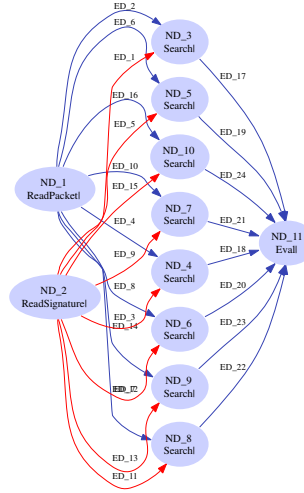 ED_2
ED_6
ND_3
Search|
ED_1
ED_17
ND_5
Search|
ED_16
ED_5
ED_19
ND_10
Search|
ED_10
ED_24
ND_1
ReadPacket|
ED_15
ND_7
Search|
ED_4
ED_21
ND_11
Eval|
ED_9
ED_18
ND_4
Search|
ND_2
ReadSignature|
ED_8
ED_20
ED_3
ED_14
ND_6
Search|
ED_23
ED_12
ND_9
Search|
ED_22
ED_13
ND_8
Search|
ED_11